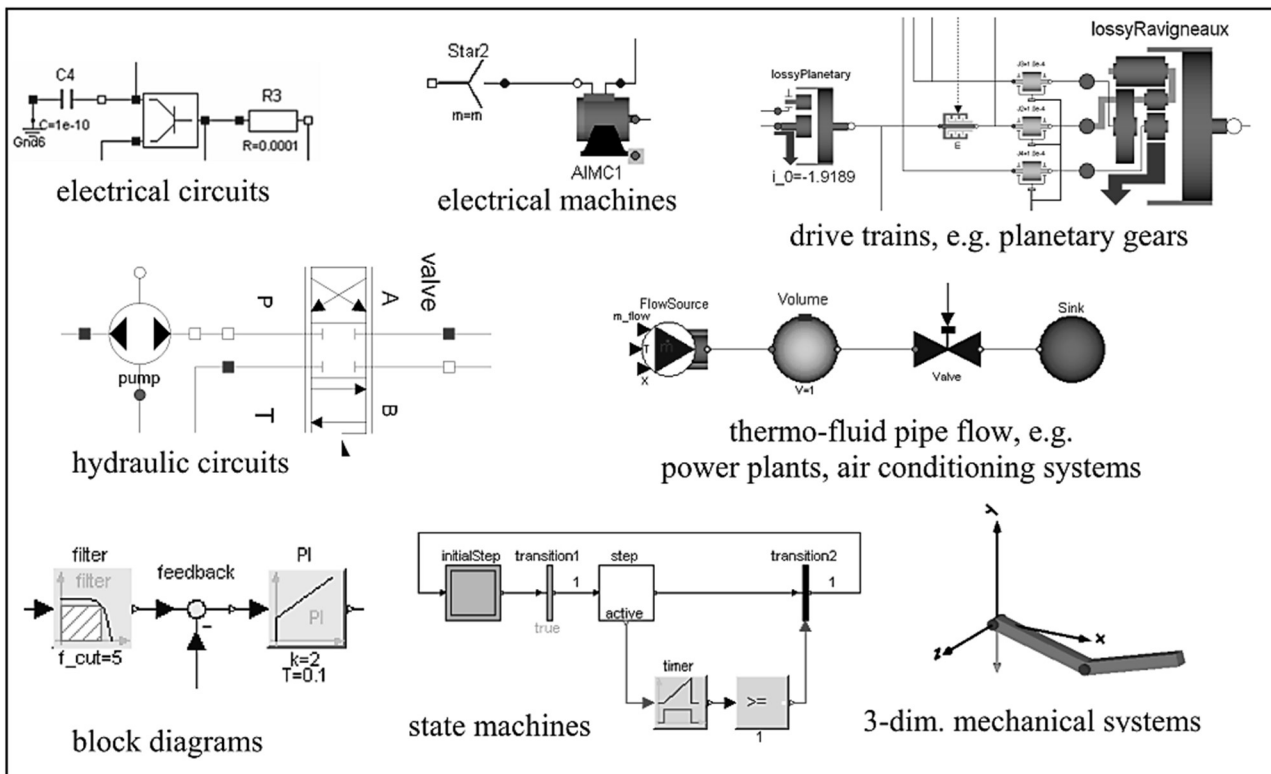 C4
C=1e-10
Gnd6
R3
R=0.0001
electrical circuits
Star2
m=m
AIMC1
electrical machines
lossyPlanetary
i_0=-1.9189
E
lossyRavigneaux
drive trains, e.g. planetary gears
P
A
valve
pump
T
B
hydraulic circuits
FlowSource
m_flow
T
X
Volume
V=1
Valve
Sink
thermo-fluid pipe flow, e.g.
power plants, air conditioning systems
filter
filter
f_cut=5
feedback
PI
PI
k=2
T=0.1
block diagrams
initialStep
transition1
1
true
step
active
transition2
1
timer
>=
1
state machines
Y
x
z
3-dim. mechanical systems